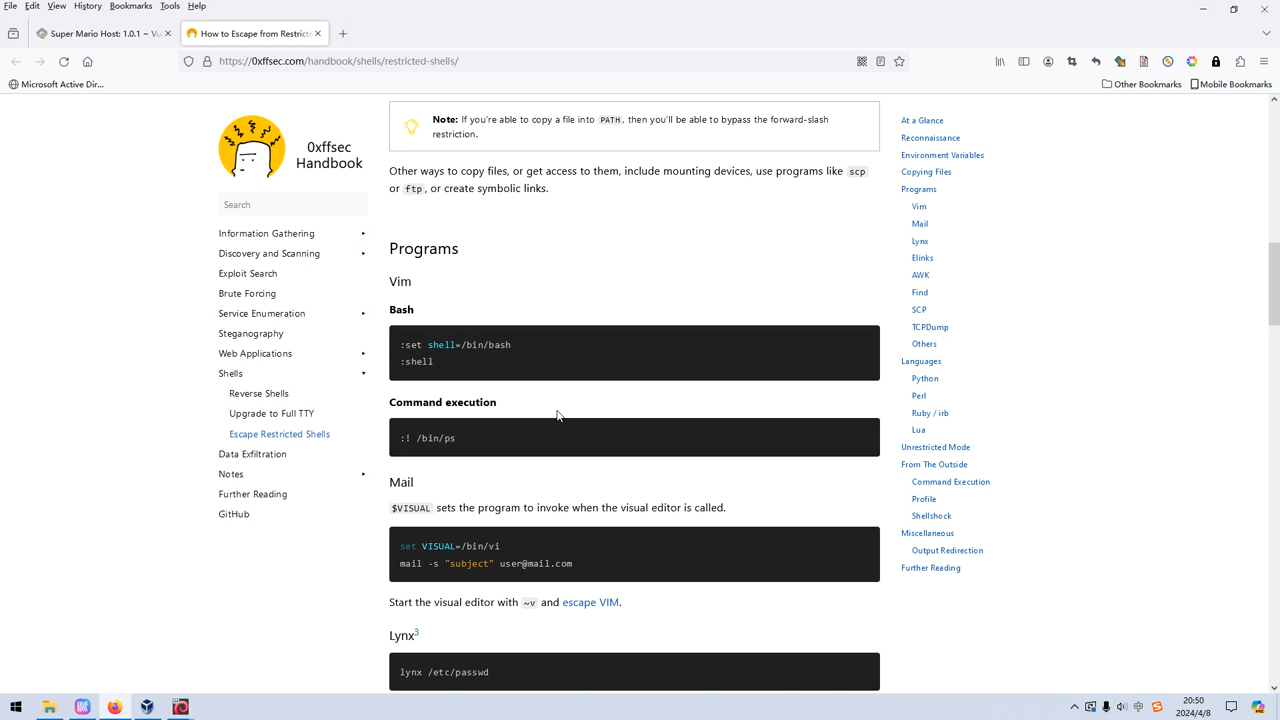 File Edit View History Bookmarks Tools Help
Super Mario Host: 1.0.1 ~ Vul
How to Escape from Restricte
https://0xffsec.com/handbook/shells/restricted-shells/
Microsoft Active Dir...
Other Bookmarks
Mobile Bookmarks
0xffsec
Handbook
Search
Information Gathering
Discovery and Scanning
Exploit Search
Brute Forcing
Service Enumeration
Steganography
Web Applications
Shells
Reverse Shells
Upgrade to Full TTY
Escape Restricted Shells
Data Exfiltration
Notes
Further Reading
GitHub
Note: If you're able to copy a file into PATH, then you'll be able to bypass the forward-slash
restriction.
Other ways to copy files, or get access to them, include mounting devices, use programs like scp
or ftp, or create symbolic links.
Programs
Vim
Bash
:set shell=/bin/bash
:shell
Command execution
:! /bin/ps
Mail
$VISUAL sets the program to invoke when the visual editor is called.
set VISUAL=/bin/vi
mail -s "subject" user@mail.com
Start the visual editor with ~v and escape VIM.
Lynx3
lynx /etc/passwd
At a Glance
Reconnaissance
Environment Variables
Copying Files
Programs
Vim
Mail
Lynx
Elinks
AWK
Find
SCP
TCPDump
Others
Languages
Python
Perl
Ruby / irb
Lua
Unrestricted Mode
From The Outside
Command Execution
Profile
Shellshock
Miscellaneous
Output Redirection
Further Reading
中
20:50
2024/4/8